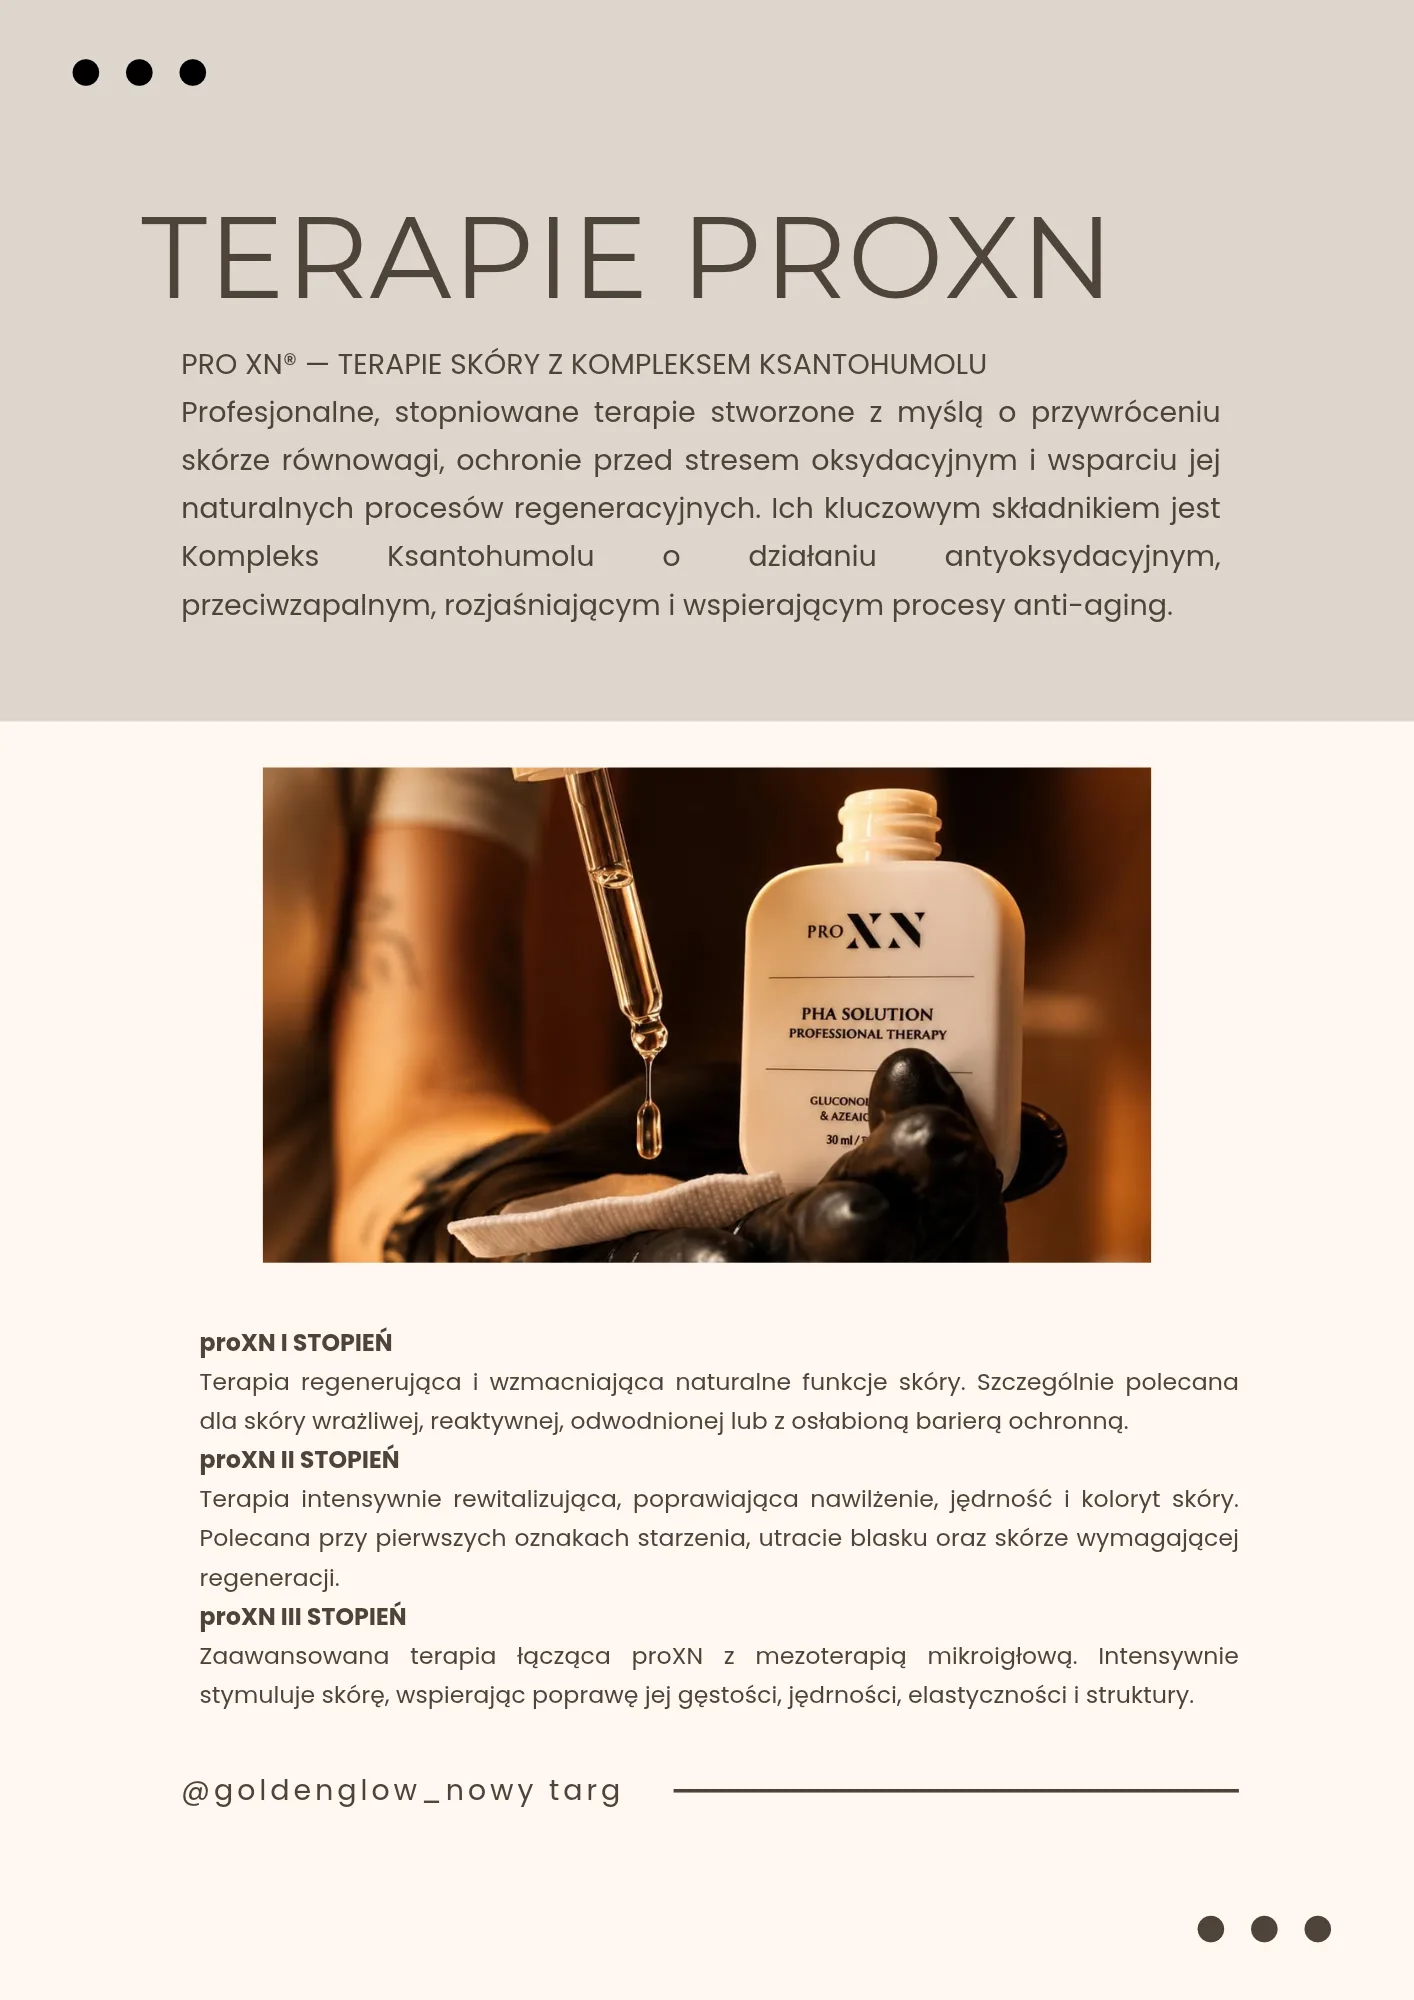 TERAPIE PROXN
PRO XN® — TERAPIE SKÓRY Z KOMPLEKSEM KSANTOHUMOLU
Profesjonalne, stopniowane terapie stworzone z myślą o przywróceniu
skórze równowagi, ochronie przed stresem oksydacyjnym i wsparciu jej
naturalnych procesów regeneracyjnych. Ich kluczowym składnikiem jest
Kompleks Ksantohumolu o działaniu antyoksydacyjnym,
przeciwzapalnym, rozjaśniającym i wspierającym procesy anti-aging.
PRO XN
PHA SOLUTION
PROFESSIONAL THERAPY
30 ml /
proXN I STOPIEŃ
Terapia regenerująca i wzmacniająca naturalne funkcje skóry. Szczególnie polecana
dla skóry wrażliwej, reaktywnej, odwodnionej lub z osłabioną barierą ochronną.
proXN II STOPIEŃ
Terapia intensywnie rewitalizująca, poprawiająca nawilżenie, jędrność i koloryt skóry.
Polecana przy pierwszych oznakach starzenia, utracie blasku oraz skórze wymagającej
regeneracji.
proXN III STOPIEŃ
Zaawansowana terapia łącząca proXN z mezoterapią mikroigłową. Intensywnie
stymuluje skórę, wspierając poprawę jej gęstości, jędrności, elastyczności i struktury.
@goldenglow_nowy targ